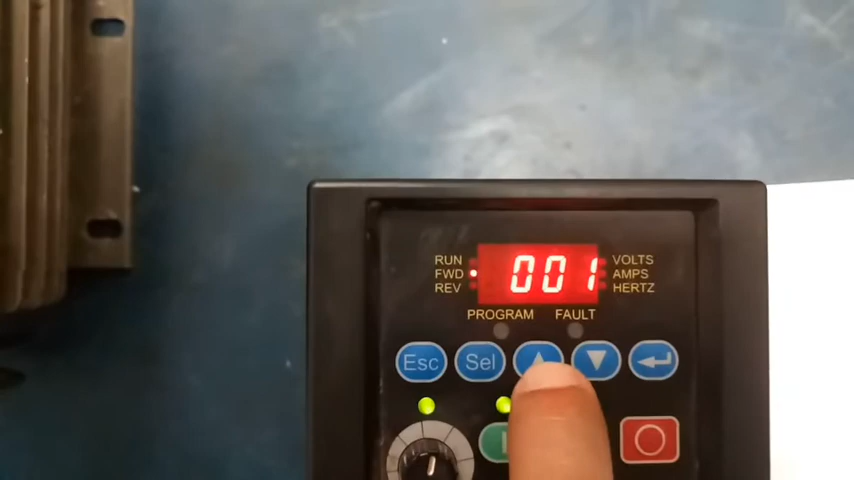 RUN
FWD
REV
001
VOLTS
AMPS
HERTZ
PROGRAM
FAULT
Esc
Sel